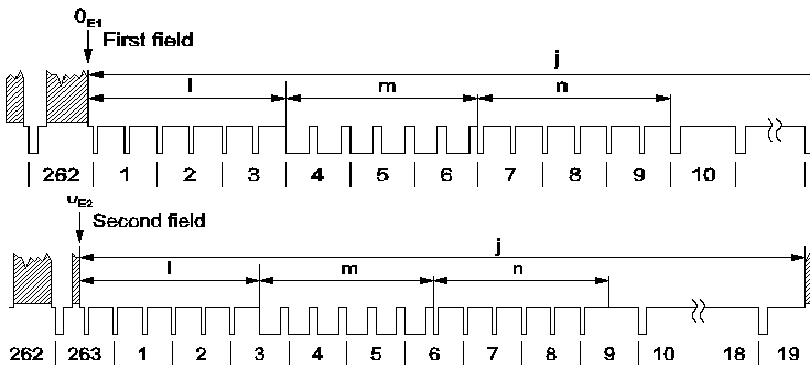 0E1
First field
j
l
m
n
262 1 2 3 4 5 6 7 8 9 10
0E2
Second field
j
l
m
n
262 263 1 2 3 4 5 6 7 8 9 10 18 19